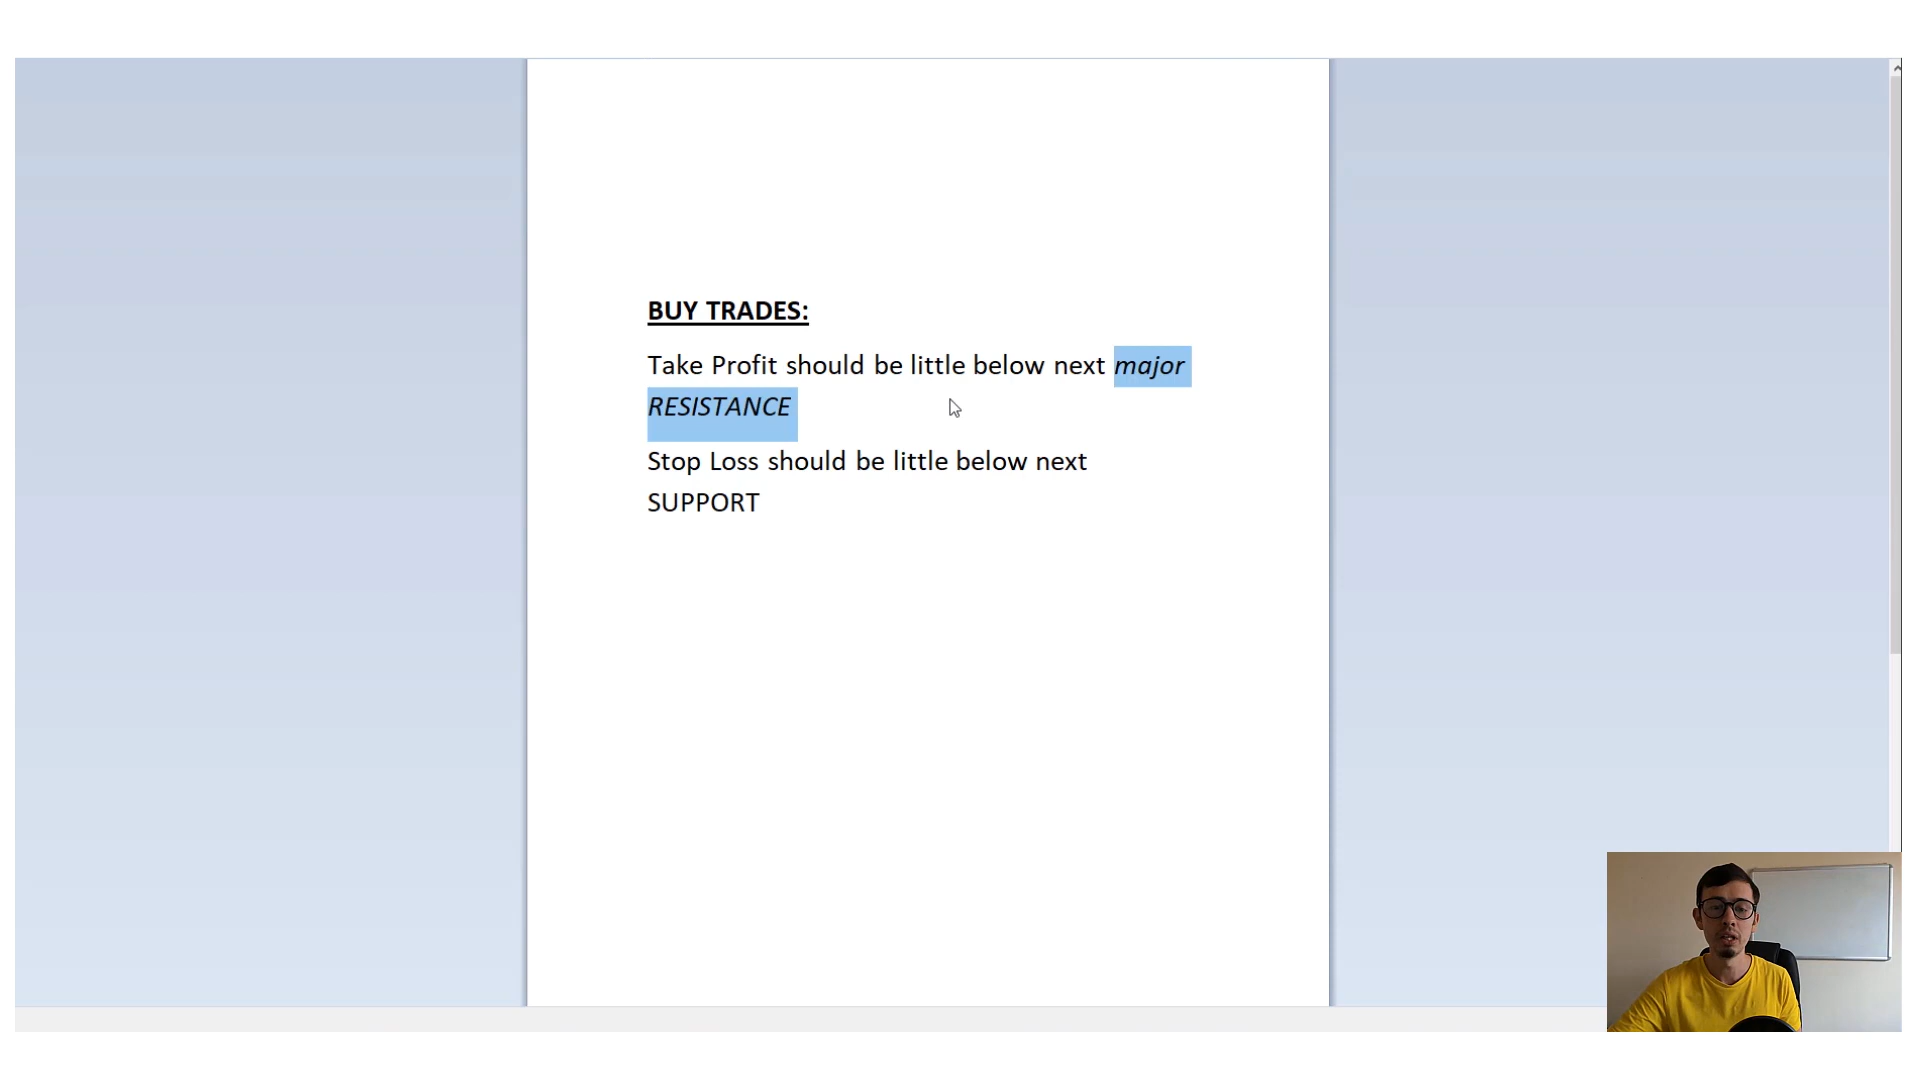 BUY TRADES:
Take Profit should be little below next major
RESISTANCE
Stop Loss should be little below next
SUPPORT